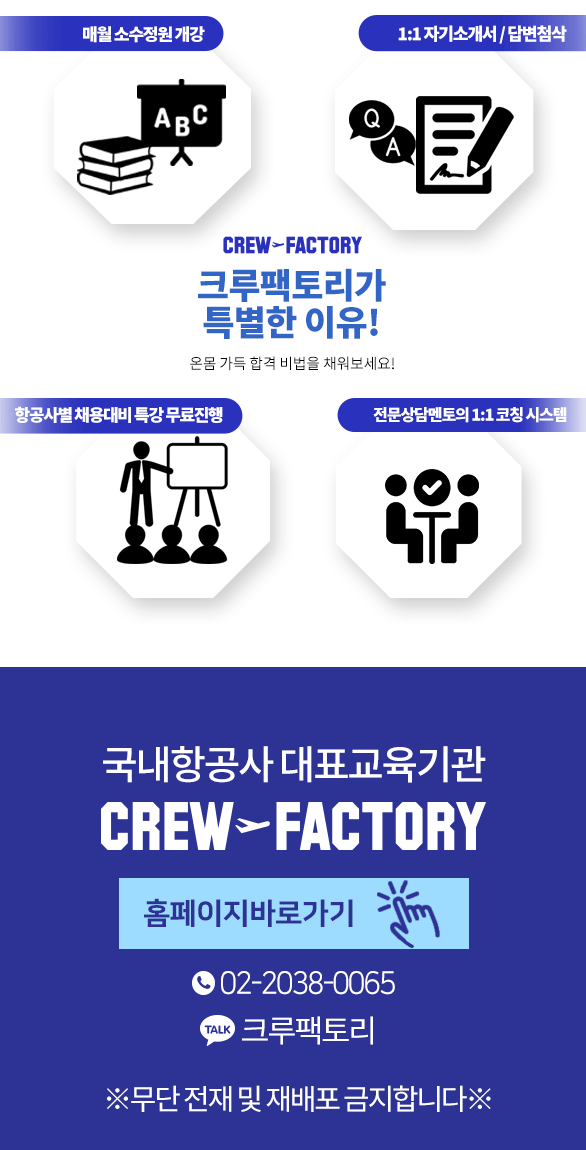 매월 소수정원 개강
1:1 자기소개서 / 답변첨삭
A B C
Q
A
CREW FACTORY
크루팩토리가
특별한 이유!
온몸 가득 합격 비법을 채워보세요!
항공사별 채용대비 특강 무료진행
전문상담멘토의 1:1 코칭 시스템
국내항공사 대표교육기관
CREW FACTORY
홈페이지바로가기
02-2038-0065
TALK 크루팩토리
※무단 전재 및 재배포 금지합니다※